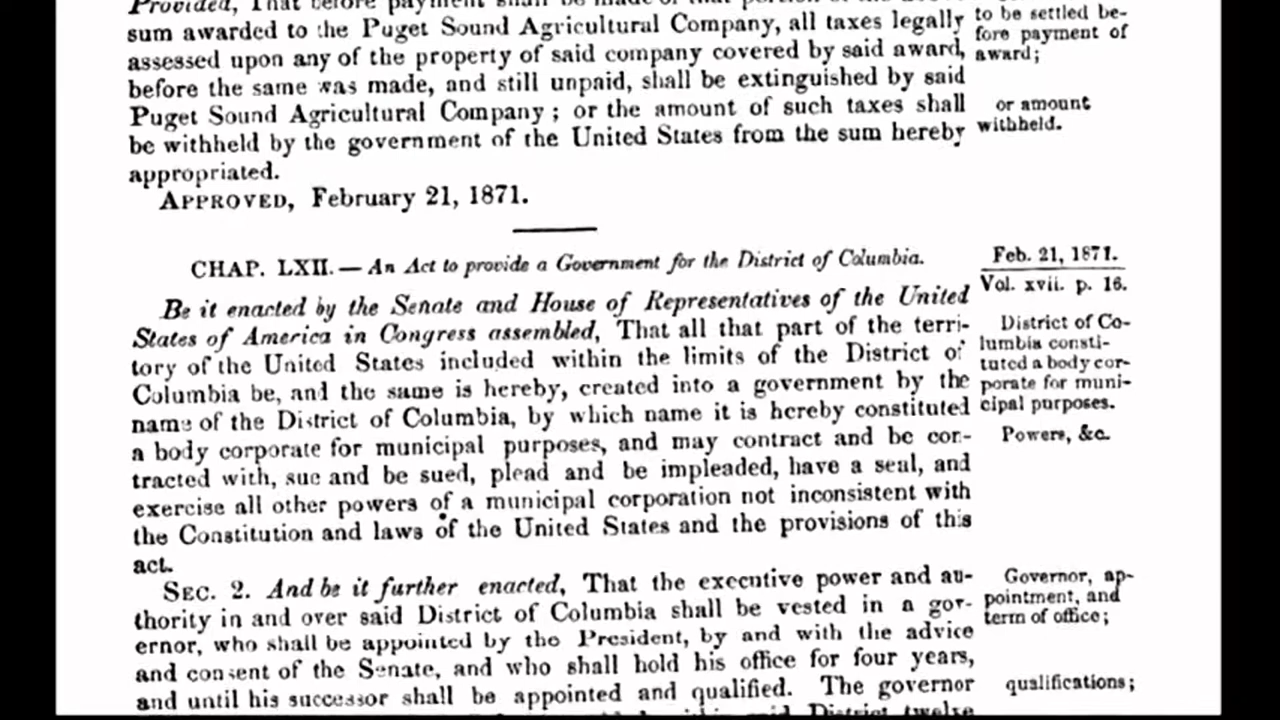 sum awarded to the Puget Sound Agricultural Company, all taxes legally
assessed upon any of the property of said company covered by said award,
before the same was made, and still unpaid, shall be extinguished by said
Puget Sound Agricultural Company; or the amount of such taxes shall
be withheld by the government of the United States from the sum hereby
appropriated.
to be settled be-
fore payment of
award;
or amount
withheld.
APPROVED, February 21, 1871.
CHAP. LXII. — An Act to provide a Government for the District of Columbia.
Feb. 21, 1871.
Vol. xvii. p. 16.
Be it enacted by the Senate and House of Representatives of the United
States of America in Congress assembled, That all that part of the terri-
tory of the United States included within the limits of the District of
Columbia be, and the same is hereby, created into a government by the
name of the District of Columbia, by which name it is hereby constituted
a body corporate for municipal purposes, and may contract and be con-
tracted with, sue and be sued, plead and be impleaded, have a seal, and
exercise all other powers of a municipal corporation not inconsistent with
the Constitution and laws of the United States and the provisions of this
act.
District of Co-
lumbia consti-
tuted a body cor-
porate for muni-
cipal purposes.
Powers, &c.
SEC. 2. And be it further enacted, That the executive power and au-
thority in and over said District of Columbia shall be vested in a gov-
ernor, who shall be appointed by the President, by and with the advice
and consent of the Senate, and who shall hold his office for four years,
and until his successor shall be appointed and qualified. The governor
Governor, ap-
pointment, and
term of office;
qualifications;